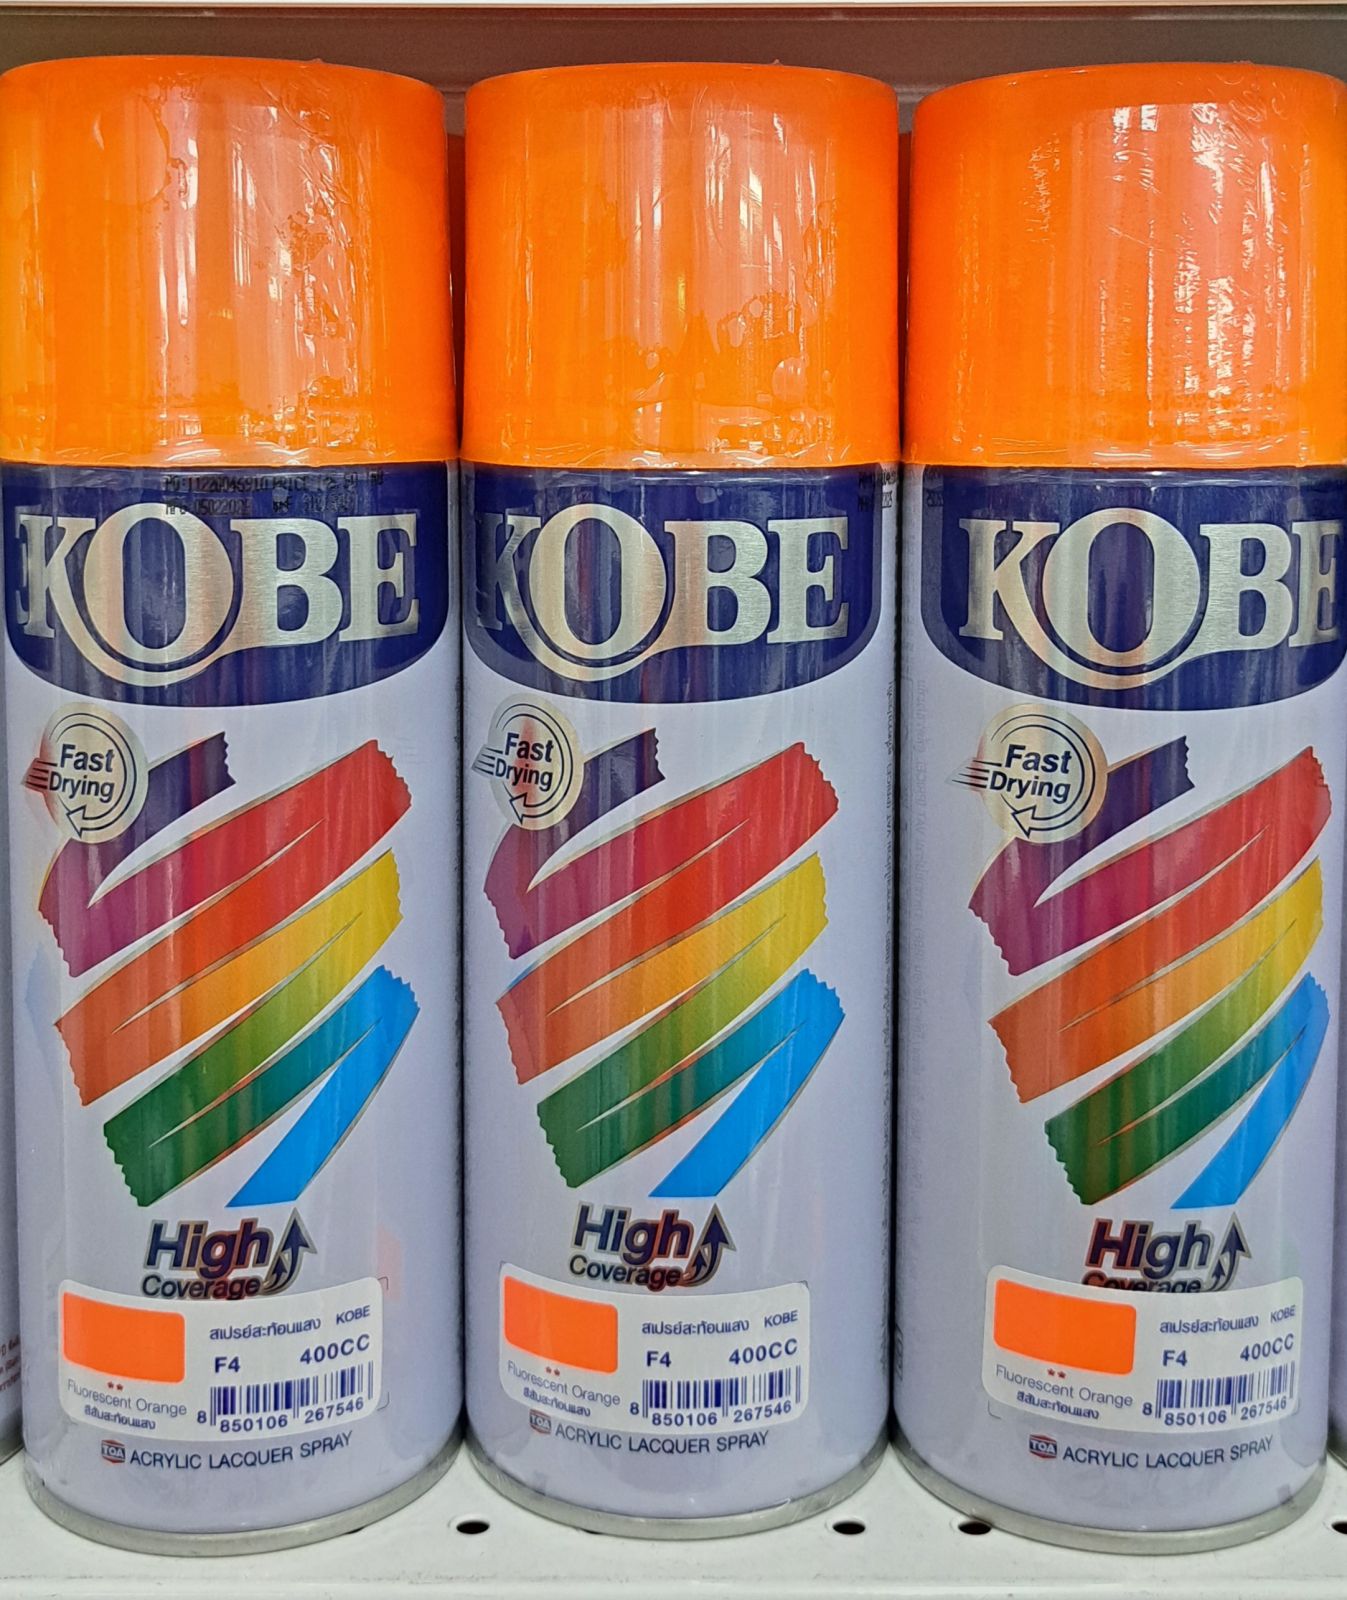 KOBE
Fast
Drying
High
Coverage
สเปรย์สะท้อนแสง KOBE
F4 400CC
Fluorescent Orange
สีส้มสะท้อนแสง
8 850106 267546
TOA ACRYLIC LACQUER SPRAY
KOBE
Fast
Drying
High
Coverage
สเปรย์สะท้อนแสง KOBE
F4 400CC
Fluorescent Orange
สีส้มสะท้อนแสง
8 850106 267546
TOA ACRYLIC LACQUER SPRAY
KOBE
Fast
Drying
High
Coverage
สเปรย์สะท้อนแสง KOBE
F4 400CC
Fluorescent Orange
สีส้มสะท้อนแสง
8 850106 267546
TOA ACRYLIC LACQUER SPRAY